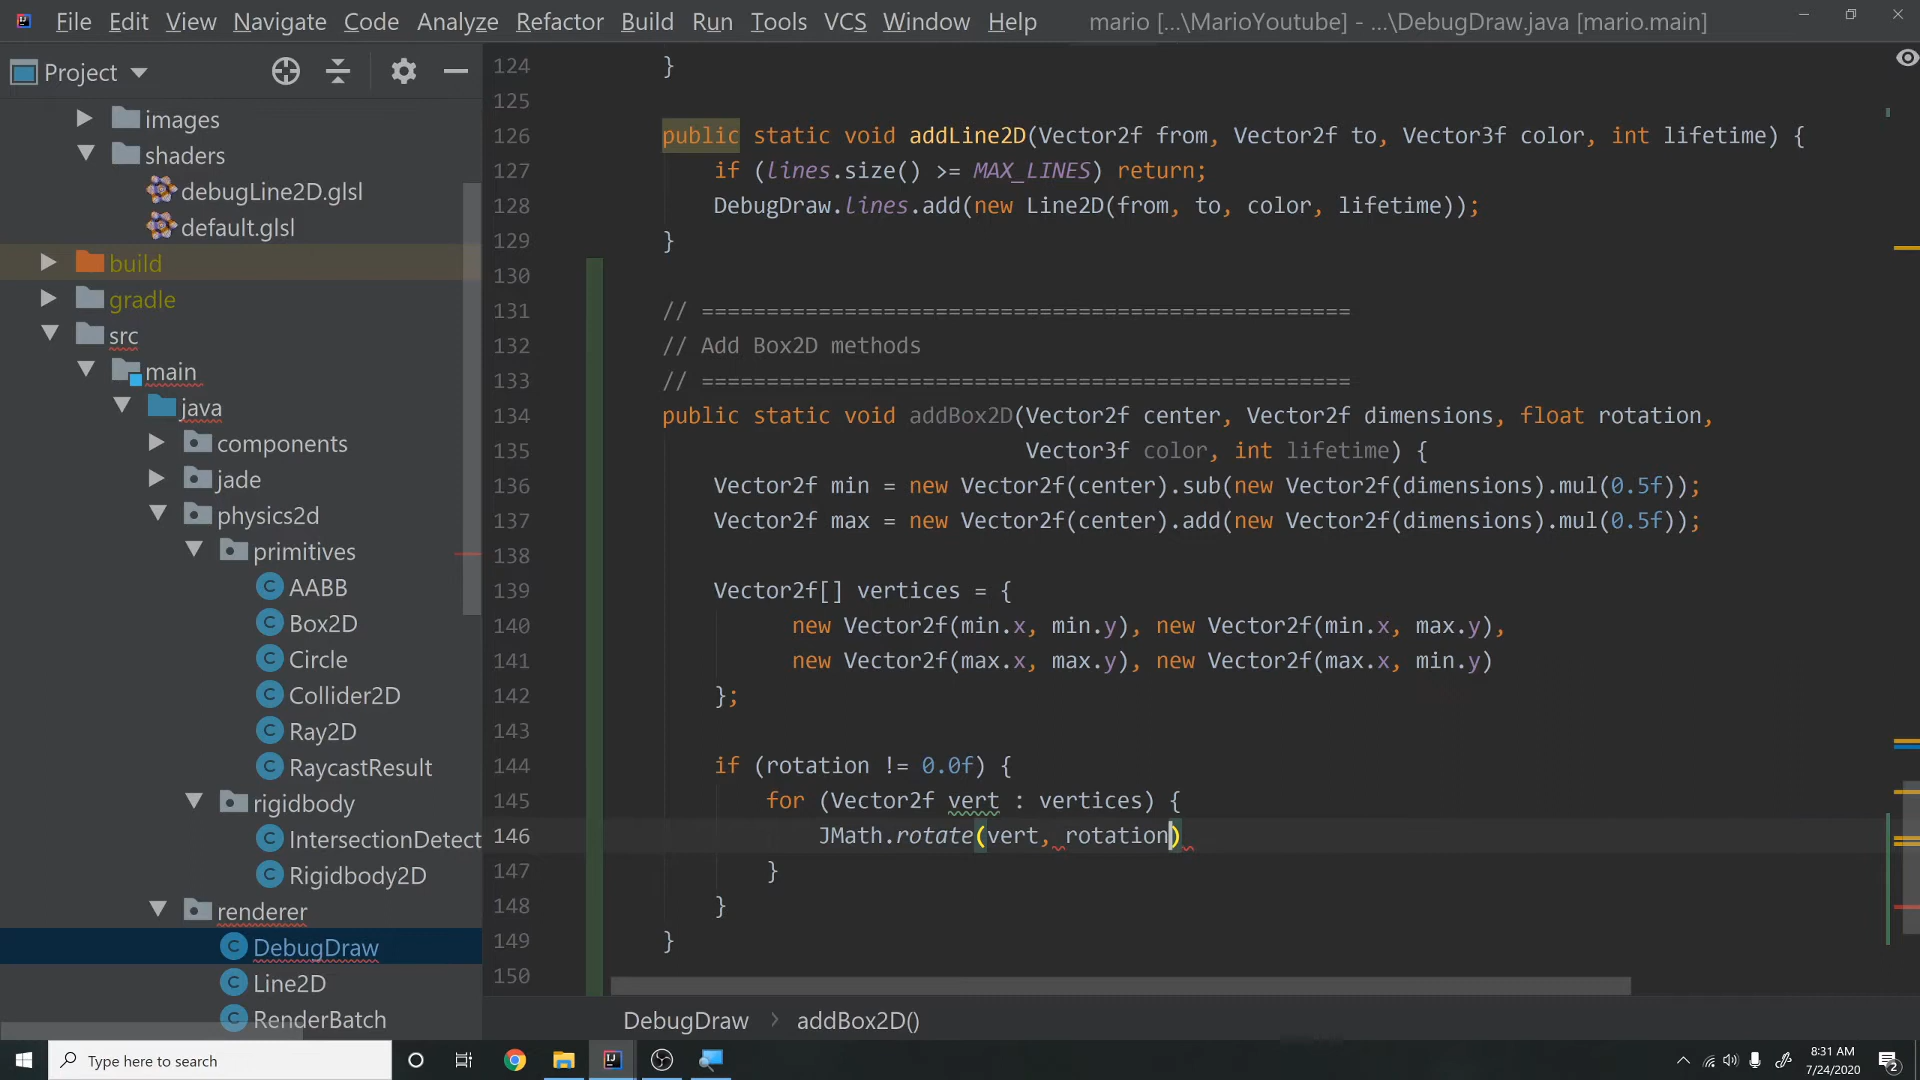 File Edit View Navigate Code Analyze Refactor Build Run Tools VCS Window Help mario [...\MarioYoutube] - ...\DebugDraw.java [mario.main]
Project
images
shaders
debugLine2D.glsl
default.glsl
build
gradle
src
main
java
components
jade
physics2d
primitives
AABB
Box2D
Circle
Collider2D
Ray2D
RaycastResult
rigidbody
IntersectionDetect
Rigidbody2D
renderer
DebugDraw
Line2D
RenderBatch
124 }
125
126 public static void addLine2D(Vector2f from, Vector2f to, Vector3f color, int lifetime) {
127 if (lines.size() >= MAX_LINES) return;
128 DebugDraw.lines.add(new Line2D(from, to, color, lifetime));
129 }
130
131 // ==================================================
132 // Add Box2D methods
133 // ==================================================
134 public static void addBox2D(Vector2f center, Vector2f dimensions, float rotation,
135 Vector3f color, int lifetime) {
136 Vector2f min = new Vector2f(center).sub(new Vector2f(dimensions).mul(0.5f));
137 Vector2f max = new Vector2f(center).add(new Vector2f(dimensions).mul(0.5f));
138
139 Vector2f[] vertices = {
140 new Vector2f(min.x, min.y), new Vector2f(min.x, max.y),
141 new Vector2f(max.x, max.y), new Vector2f(max.x, min.y)
142 };
143
144 if (rotation != 0.0f) {
145 for (Vector2f vert : vertices) {
146 JMath.rotate(vert, rotation)
147 }
148 }
149 }
150
DebugDraw > addBox2D()
Type here to search
8:31 AM
7/24/2020
2